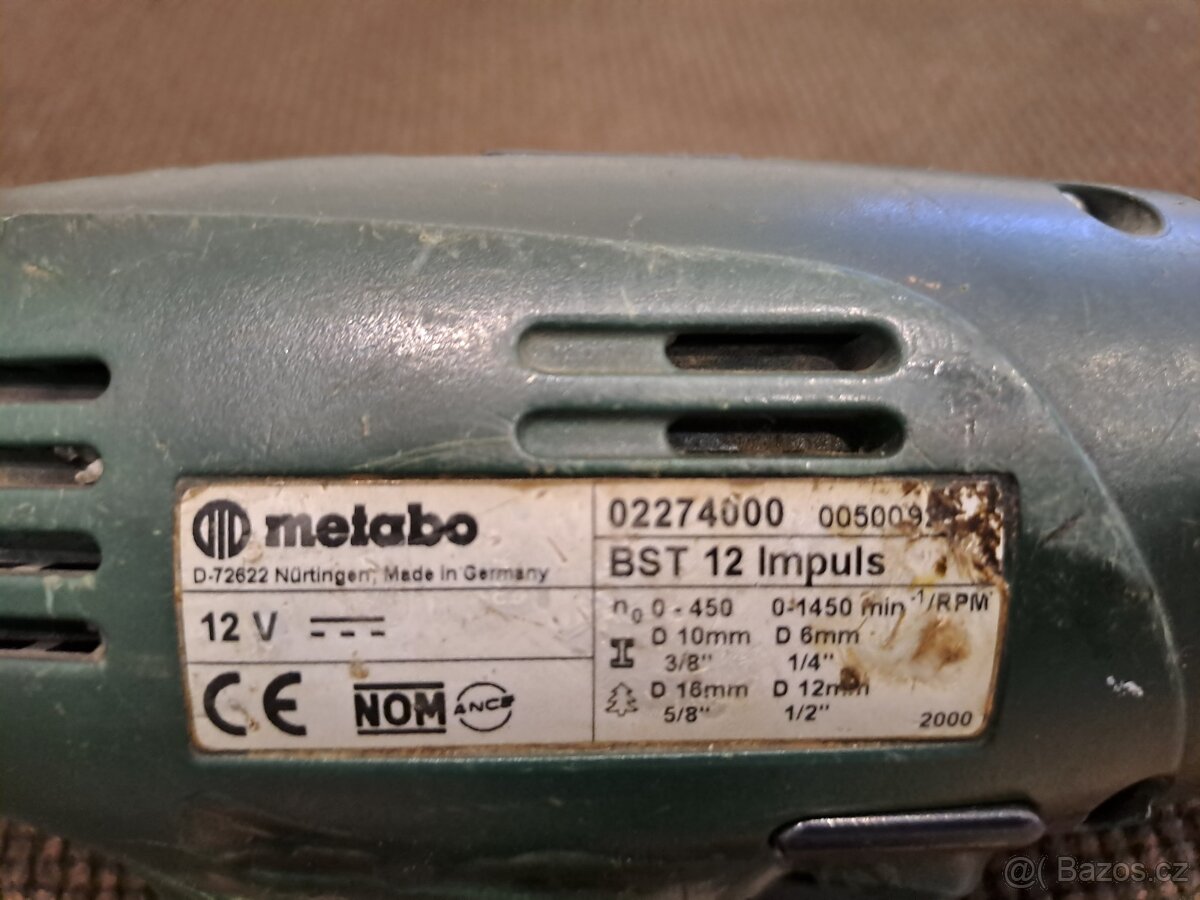 metabo
D-72622 Nürtingen, Made in Germany
12 V
CE
NOM ANCE
02274000
BST 12 Impuls
n₀ 0-450 0-1450 min⁻¹/RPM
D 10mm D 6mm
3/8" 1/4"
D 16mm D 12mm
5/8" 1/2"
2000
@( Bazos.cz